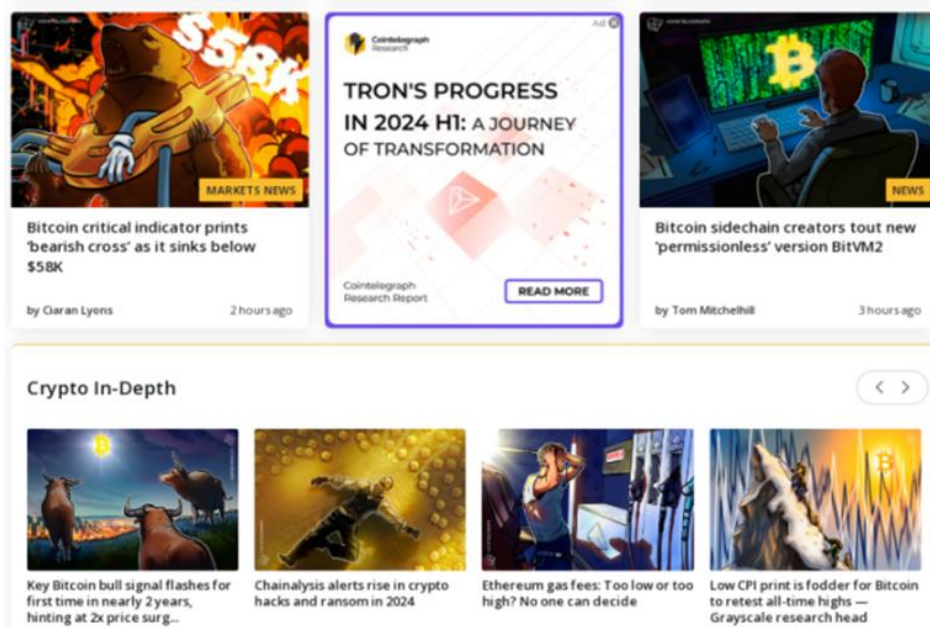 COINTELEGRAPH
$58K
MARKETS NEWS
Bitcoin critical indicator prints
‘bearish cross’ as it sinks below
$58K
by Ciaran Lyons
2 hours ago
Ad
Cointelegraph
Research
TRON'S PROGRESS
IN 2024 H1: A JOURNEY
OF TRANSFORMATION
Cointelegraph
Research Report
READ MORE
COINTELEGRAPH
NEWS
Bitcoin sidechain creators tout new
‘permissionless’ version BitVM2
by Tom Mitchelhill
3 hours ago
Crypto In-Depth
Key Bitcoin bull signal flashes for
first time in nearly 2 years,
hinting at 2x price surg...
Chainalysis alerts rise in crypto
hacks and ransom in 2024
Ethereum gas fees: Too low or too
high? No one can decide
Low CPI print is fodder for Bitcoin
to retest all-time highs —
Grayscale research head